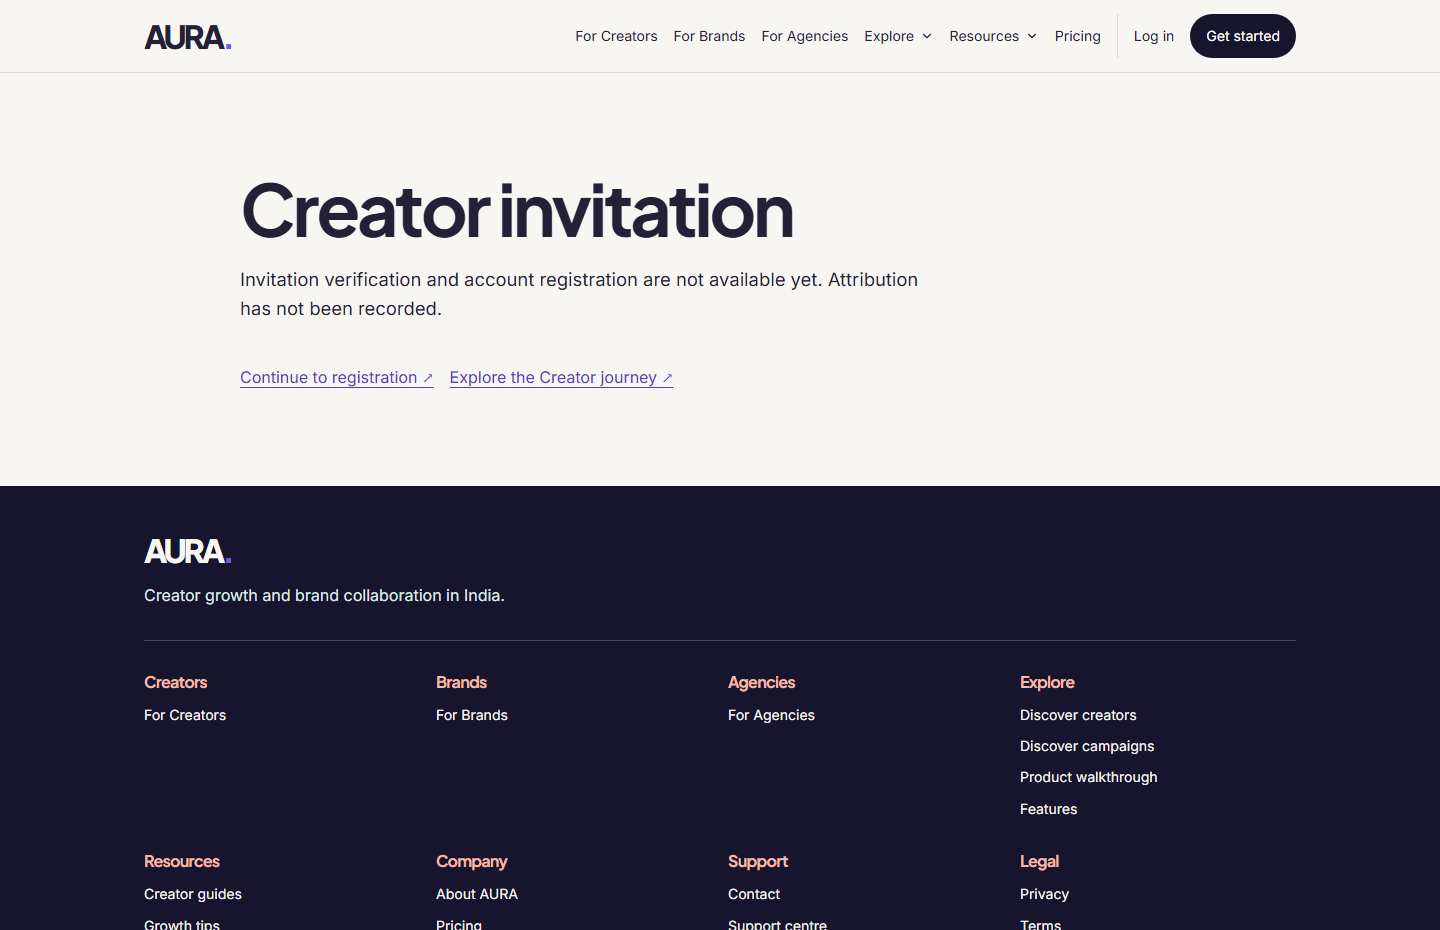 AURA.
For Creators For Brands For Agencies Explore Resources Pricing Log in Get started
Creator invitation
Invitation verification and account registration are not available yet. Attribution
has not been recorded.
Continue to registration ↗ Explore the Creator journey ↗
AURA.
Creator growth and brand collaboration in India.
Creators Brands Agencies Explore
For Creators For Brands For Agencies Discover creators
Discover campaigns
Product walkthrough
Features
Resources Company Support Legal
Creator guides About AURA Contact Privacy
Growth tips Pricing Support centre Terms